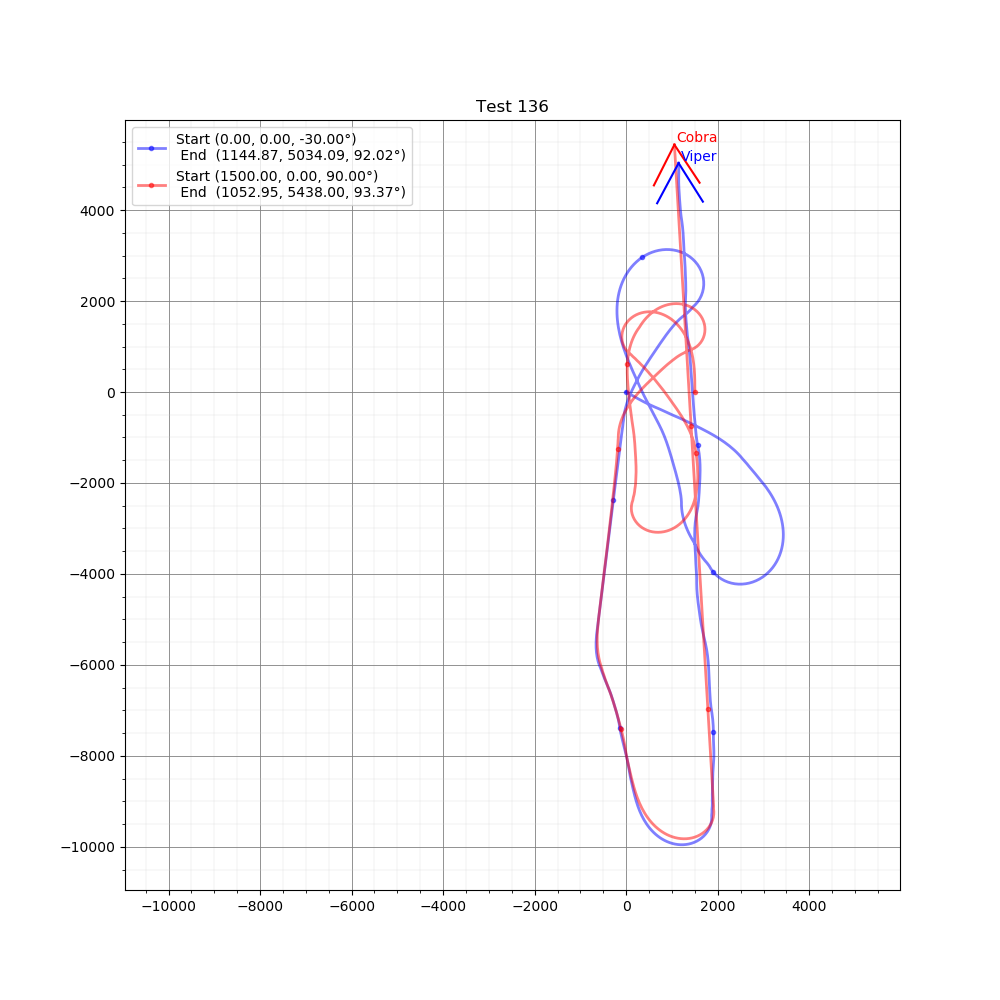 Test 136
Start (0.00, 0.00, -30.00°)
End  (1144.87, 5034.09, 92.02°)
Start (1500.00, 0.00, 90.00°)
End  (1052.95, 5438.00, 93.37°)
Cobra
Viper
4000
2000
0
−2000
−4000
−6000
−8000
−10000
−10000
−8000
−6000
−4000
−2000
0
2000
4000